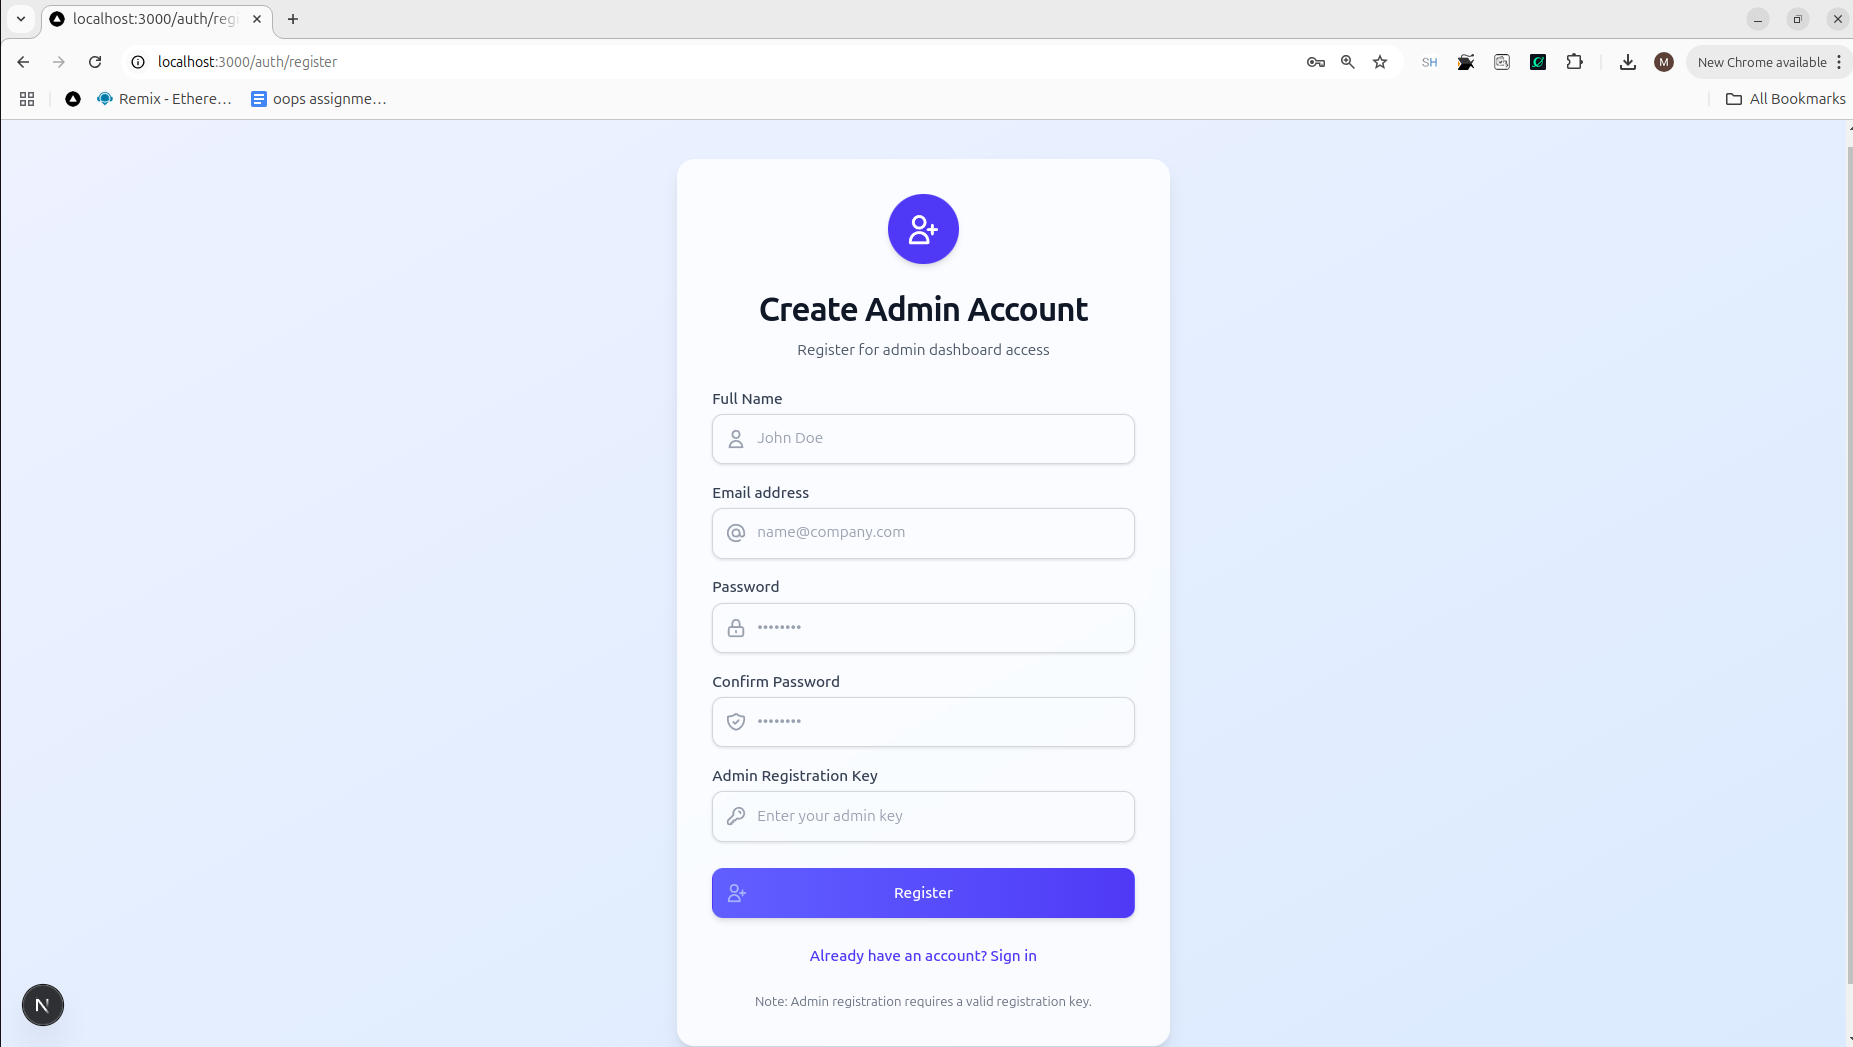 localhost:3000/auth/reg
localhost:3000/auth/register
SH
M
New Chrome available
Remix - Ethere...
oops assignme...
All Bookmarks
Create Admin Account
Register for admin dashboard access
Full Name
John Doe
Email address
name@company.com
Password
••••••••
Confirm Password
••••••••
Admin Registration Key
Enter your admin key
Register
Already have an account? Sign in
N
Note: Admin registration requires a valid registration key.